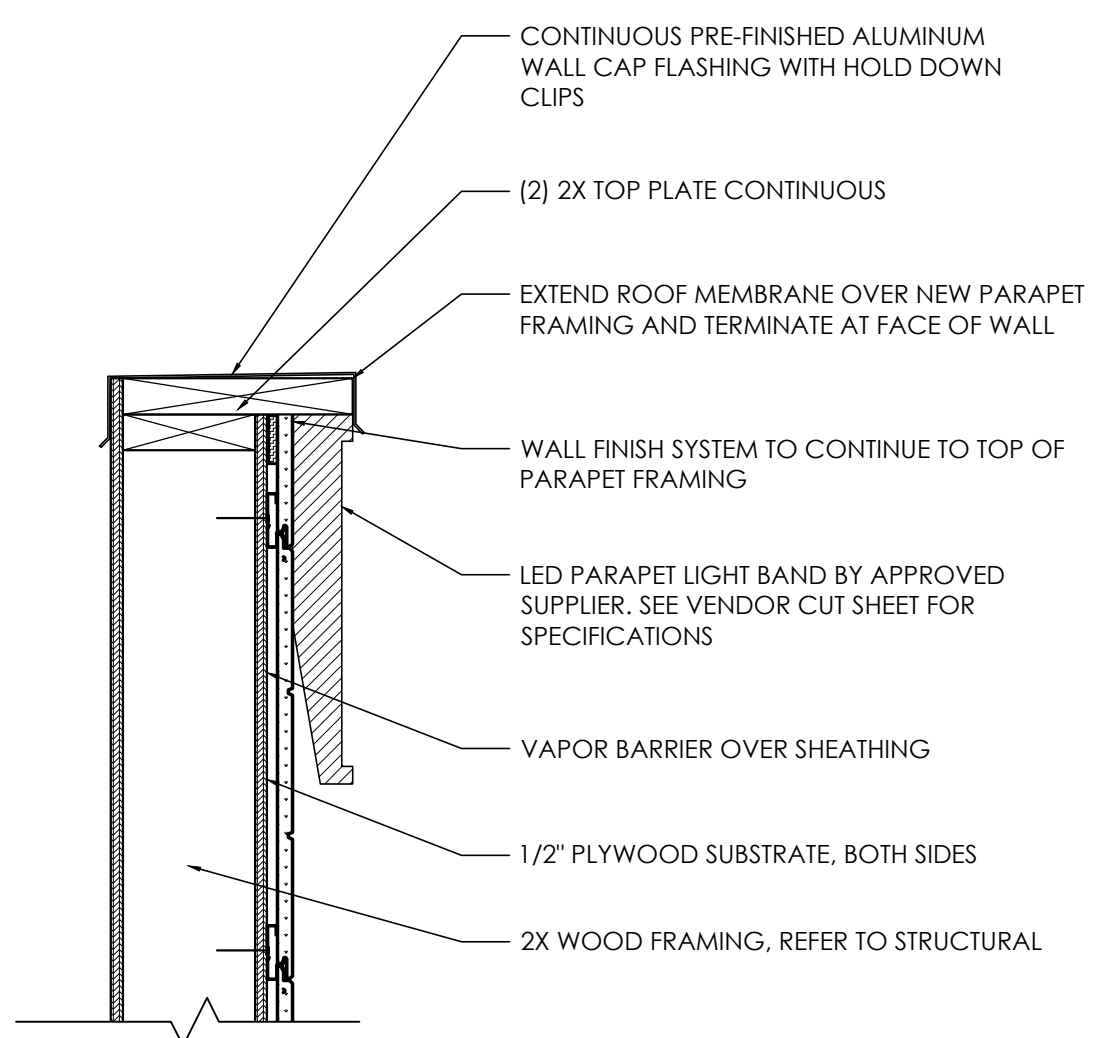 CONTINUOUS PRE-FINISHED ALUMINUM
WALL CAP FLASHING WITH HOLD DOWN
CLIPS
(2) 2X TOP PLATE CONTINUOUS
EXTEND ROOF MEMBRANE OVER NEW PARAPET
FRAMING AND TERMINATE AT FACE OF WALL
WALL FINISH SYSTEM TO CONTINUE TO TOP OF
PARAPET FRAMING
LED PARAPET LIGHT BAND BY APPROVED
SUPPLIER. SEE VENDOR CUT SHEET FOR
SPECIFICATIONS
VAPOR BARRIER OVER SHEATHING
1/2" PLYWOOD SUBSTRATE, BOTH SIDES
2X WOOD FRAMING, REFER TO STRUCTURAL